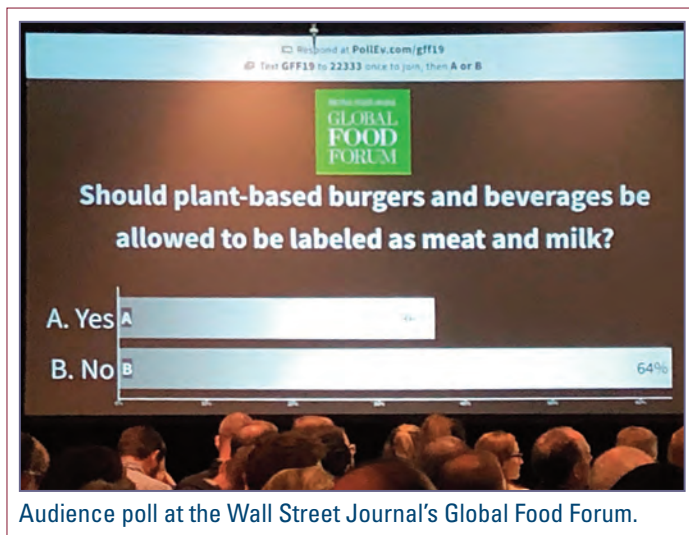 Respond at PollEv.com/gff19
Text GFF19 to 22333 once to join, then A or B
GLOBAL
FOOD
FORUM
Should plant-based burgers and beverages be
allowed to be labeled as meat and milk?
A. Yes A
B. No B 64%
Audience poll at the Wall Street Journal's Global Food Forum.